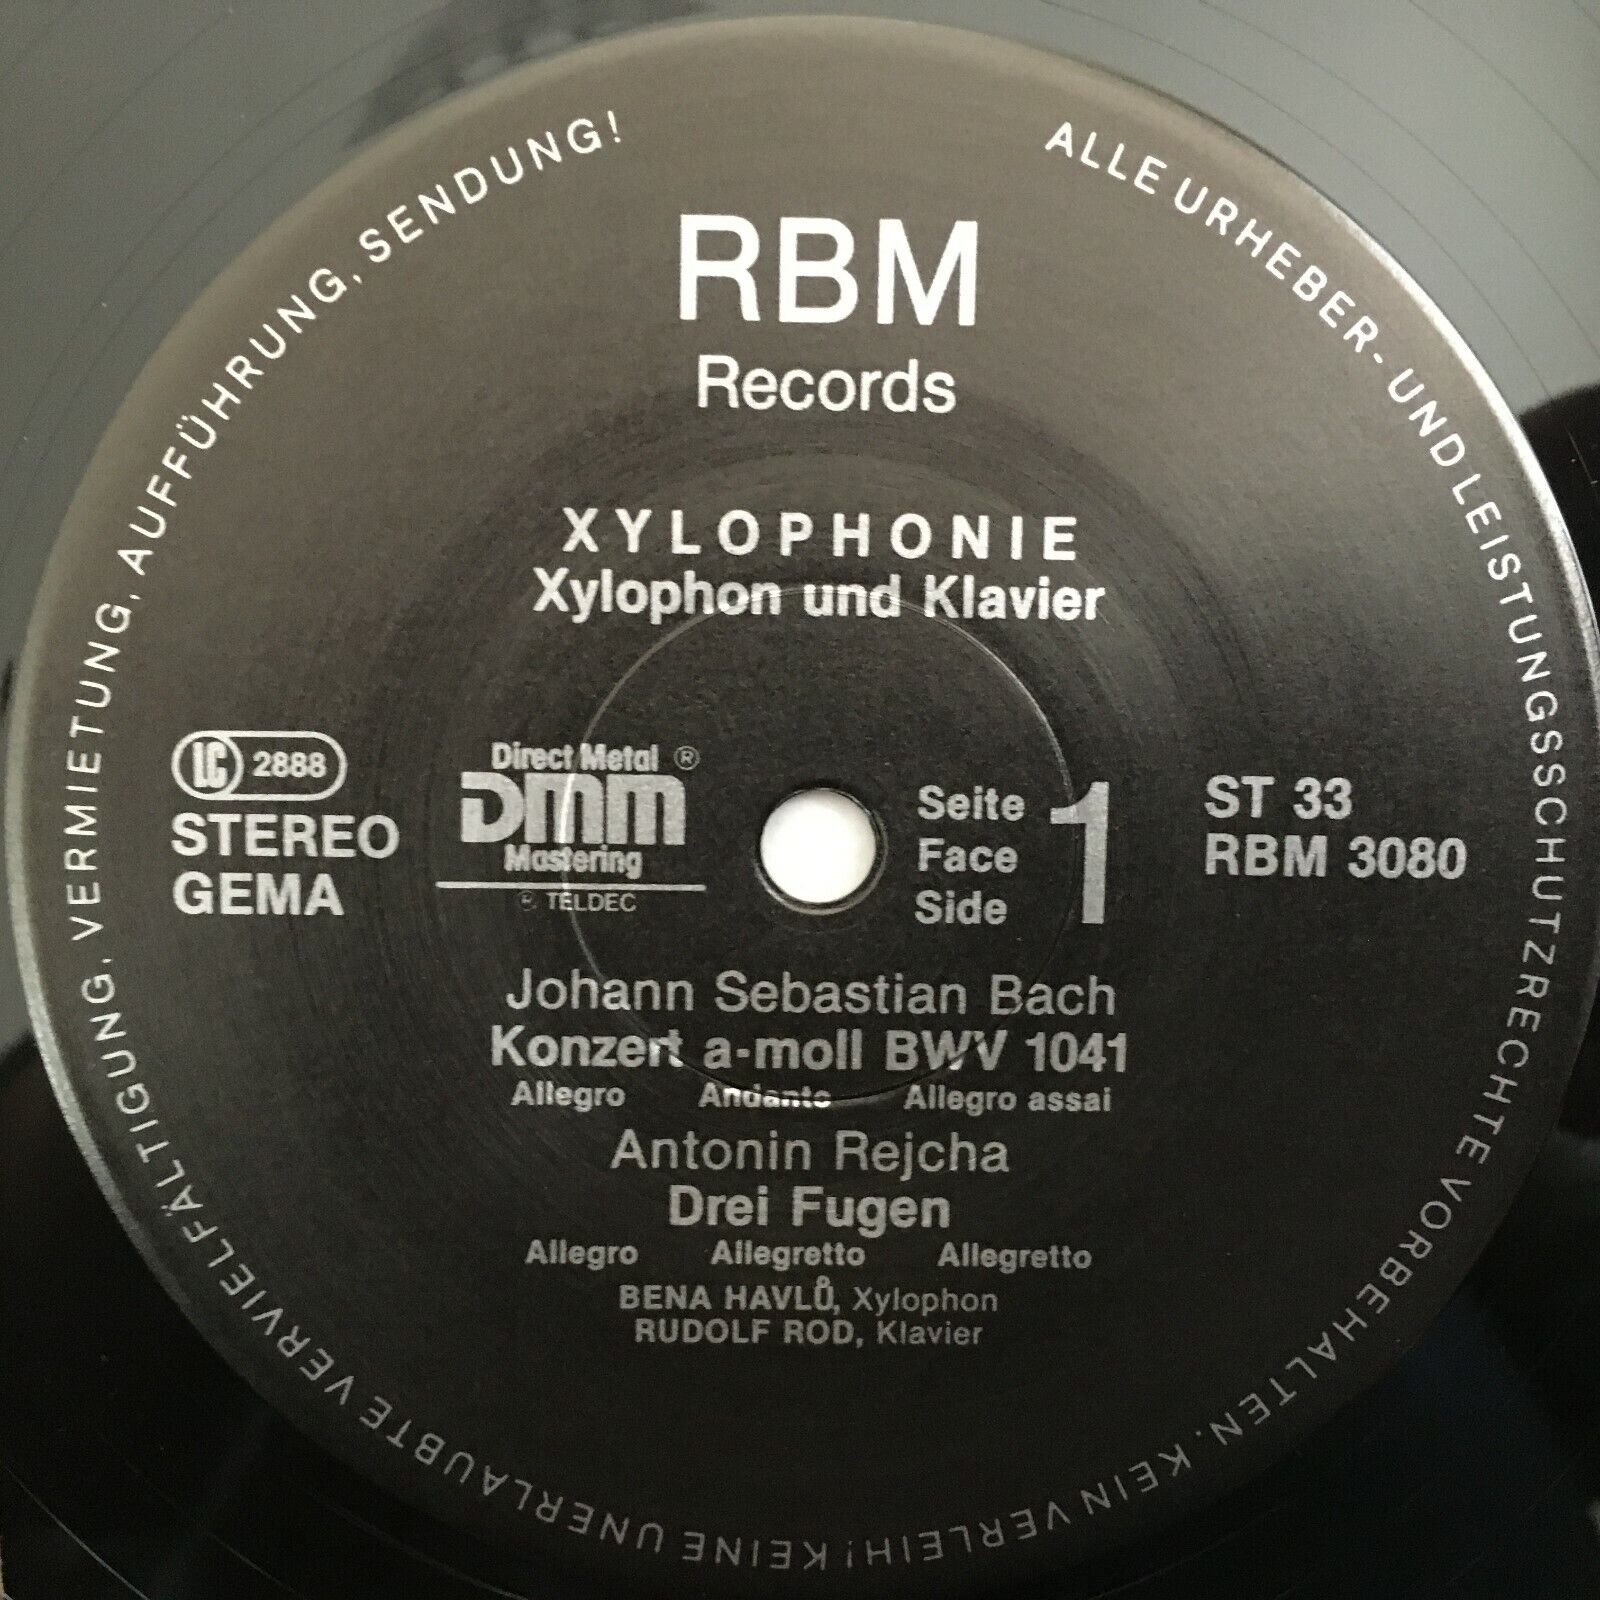 ALLE URHEBER- UND LEISTUNGSSCHUTZRECHTE VORBEHALTEN. KEIN VERLEIH! KEINE UNERLAUBTE VERVIELFÄLTIGUNG, VERMIETUNG, AUFFÜHRUNG, SENDUNG!
RBM
Records
XYLOPHONIE
Xylophon und Klavier
LC 2888
STEREO
GEMA
Direct Metal ®
DMM
Mastering
℗ TELDEC
Seite
Face
Side
1
ST 33
RBM 3080
Johann Sebastian Bach
Konzert a-moll BWV 1041
Allegro Andante Allegro assai
Antonin Rejcha
Drei Fugen
Allegro Allegretto Allegretto
BENA HAVLŮ, Xylophon
RUDOLF ROD, Klavier